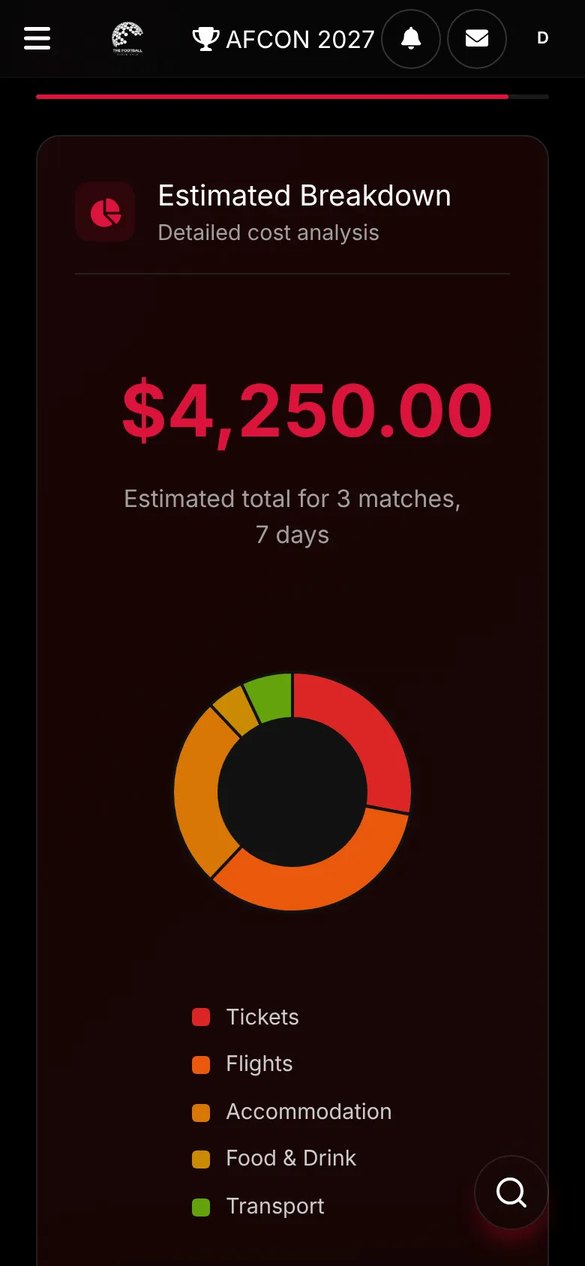 AFCON 2027
D
Estimated Breakdown
Detailed cost analysis
$4,250.00
Estimated total for 3 matches,
7 days
Tickets
Flights
Accommodation
Food & Drink
Transport